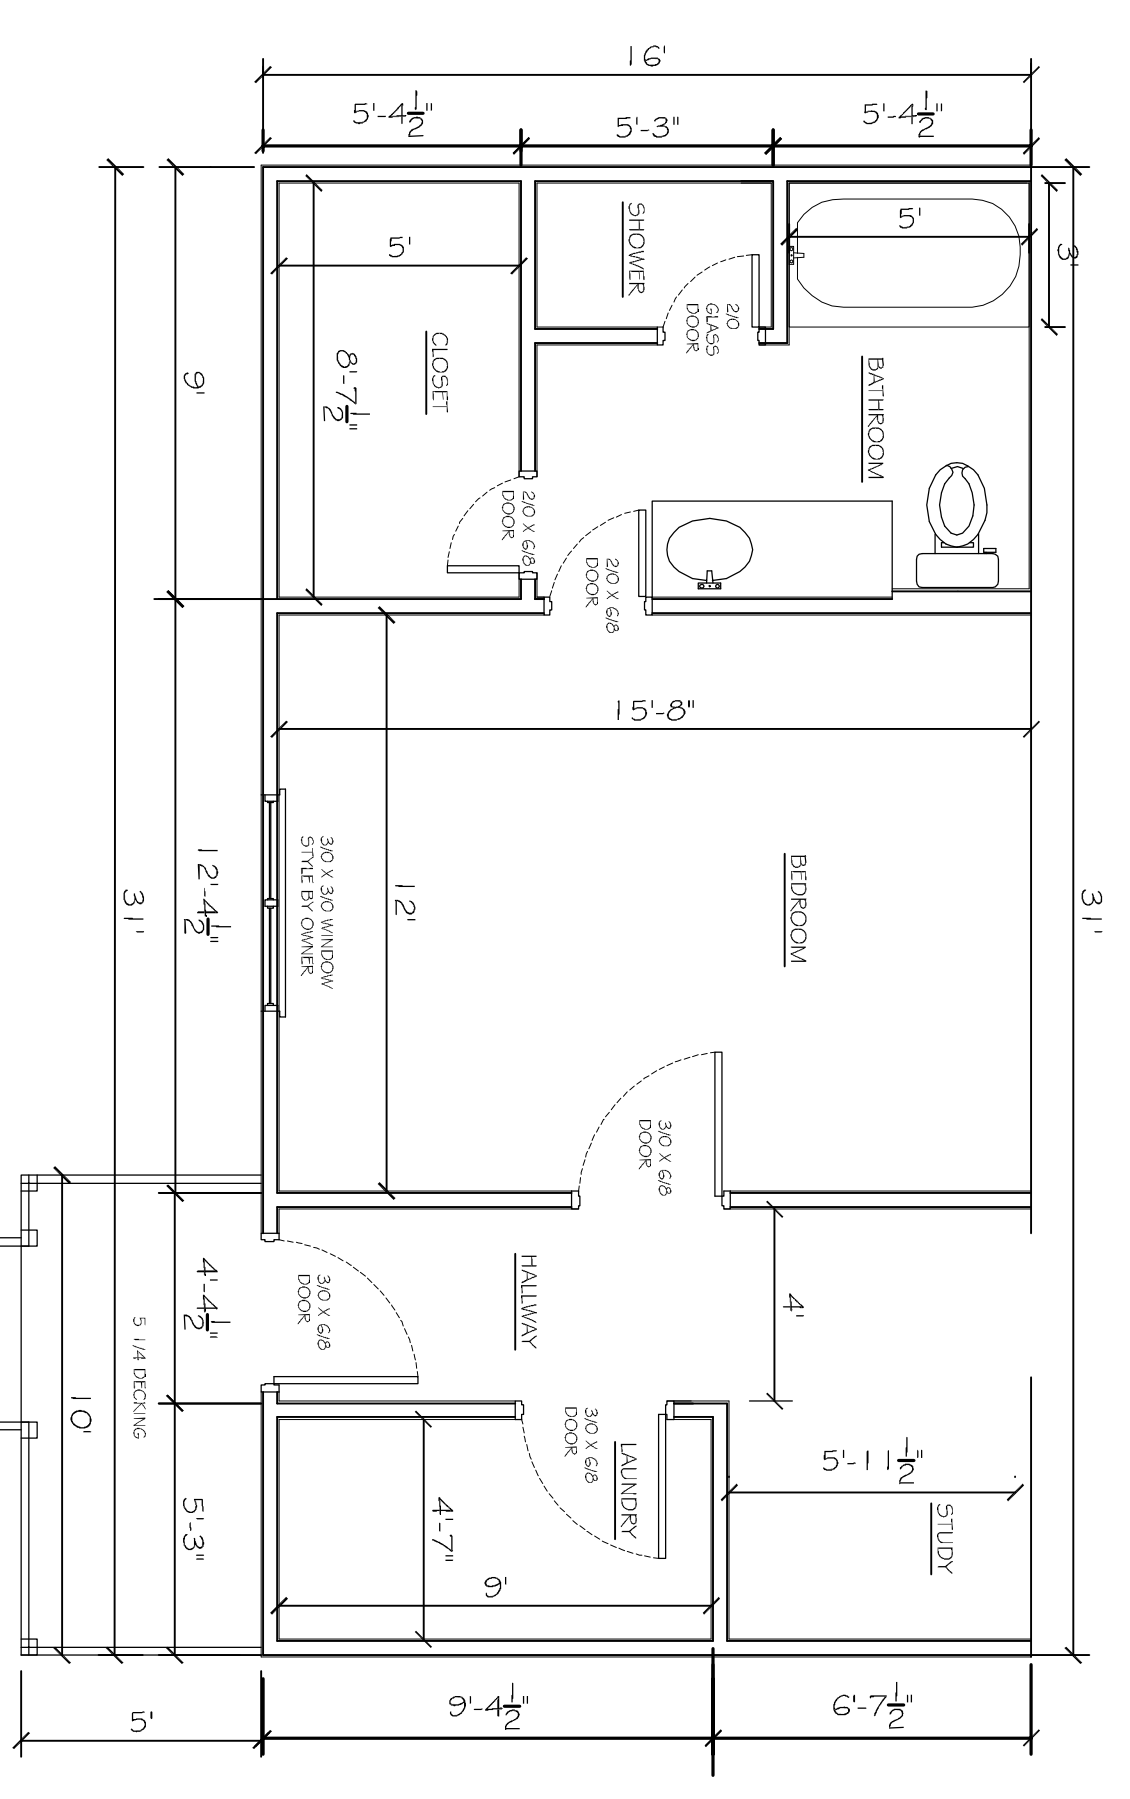 16'
5'-4 1/2"
5'-3"
5'-4 1/2"
31'
3'
5'
SHOWER
5'
2/0
GLASS
DOOR
CLOSET
8'-7 1/2"
BATHROOM
9'
2/0 X 6/8
DOOR
2/0 X 6/8
DOOR
15'-8"
3/0 X 3/0 WINDOW
STYLE BY OWNER
BEDROOM
12'
12'-4 1/2"
31'
3/0 X 6/8
DOOR
HALLWAY
4'
3/0 X 6/8
DOOR
4'-4 1/2"
5 1/4 DECKING
10'
3/0 X 6/8
DOOR
LAUNDRY
5'-11 1/2"
STUDY
4'-7"
5'-3"
9'
9'-4 1/2"
6'-7 1/2"
5'